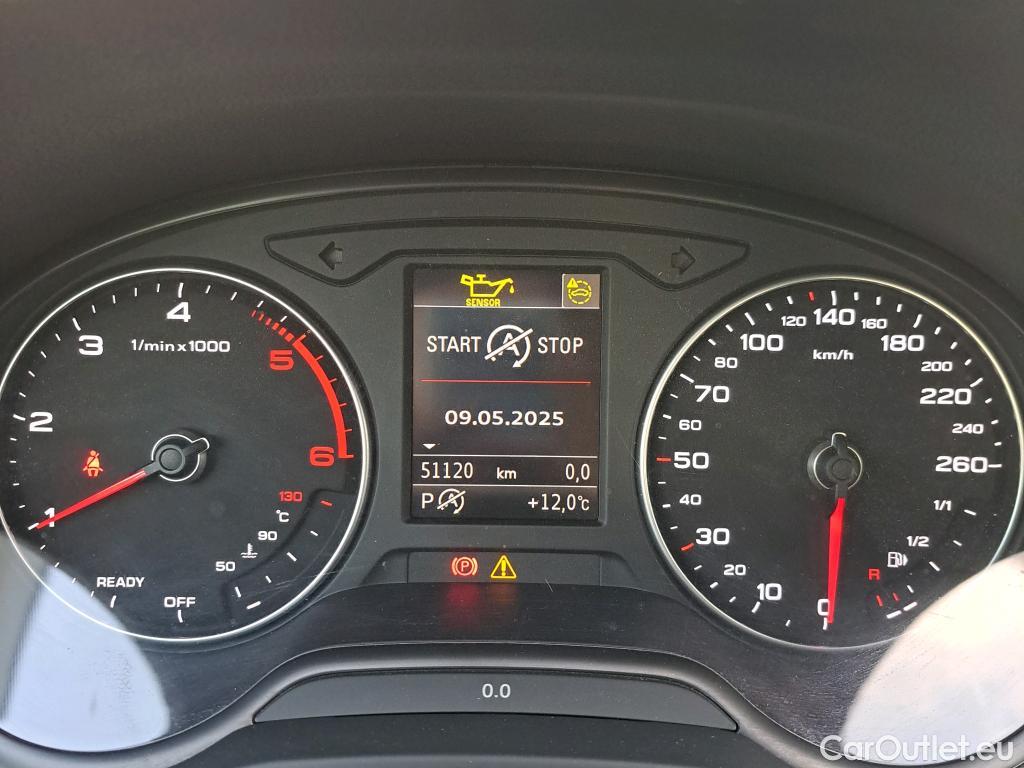 1
2
3
4
5
6
1/min x 1000
130
°C
90
50
READY
OFF
SENSOR
START A STOP
09.05.2025
51120 km 0,0
P A +12,0°C
(P) !
0.0
0
10
20
30
40
50
60
70
80
100
120
140
160
180
200
220
240
260
km/h
1/1
1/2
R
CarOutlet.eu